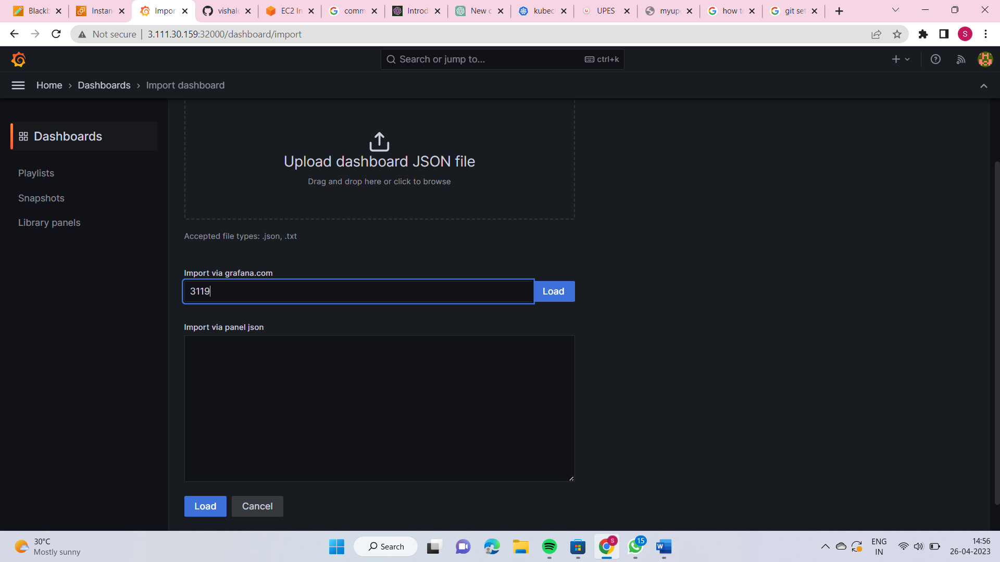 Blackb
Instan
Impor
vishal
EC2 In
comm
Introd
New c
kubec
UPES
myup
how t
git set
Not secure
3.111.30.159:32000/dashboard/import
S
Search or jump to...
ctrl+k
Home > Dashboards > Import dashboard
Dashboards
Playlists
Snapshots
Library panels
Upload dashboard JSON file
Drag and drop here or click to browse
Accepted file types: .json, .txt
Import via grafana.com
3119
Load
Import via panel json
Load
Cancel
30°C
Mostly sunny
Search
S
15
W
ENG
IN
14:56
26-04-2023